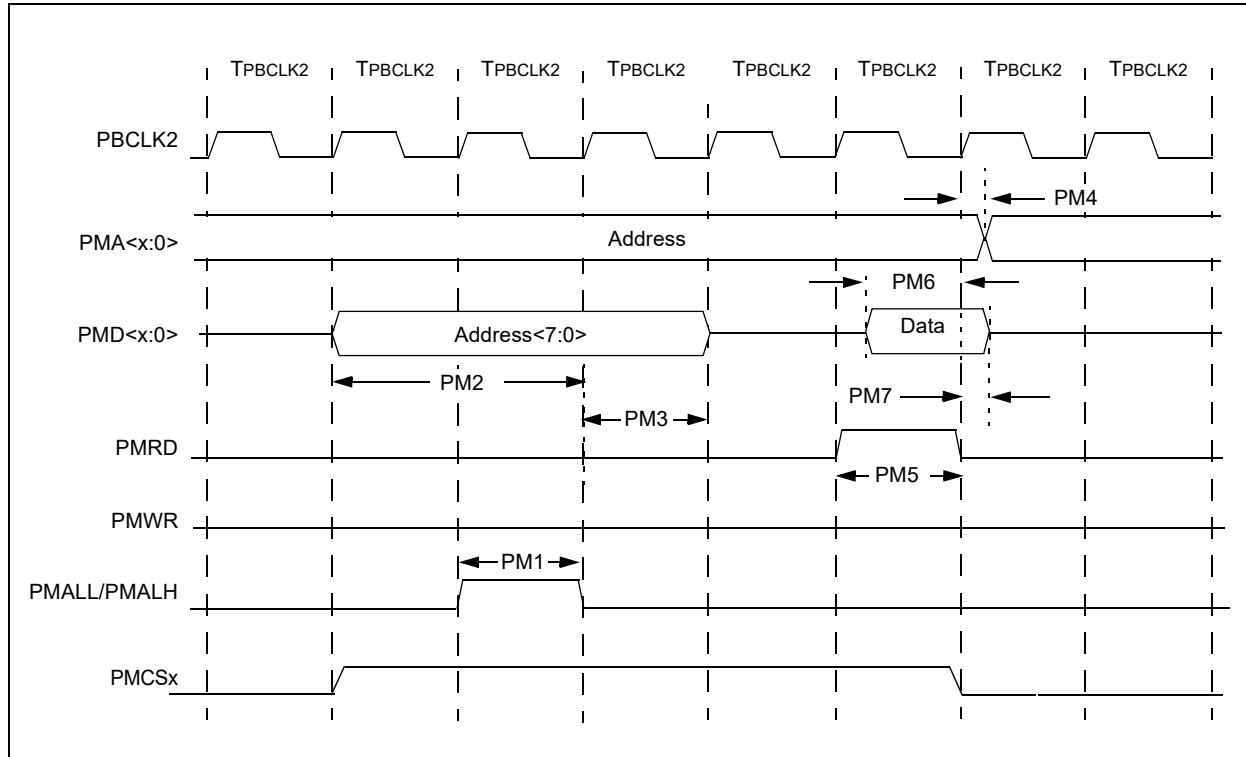 TPBCLK2 TPBCLK2 TPBCLK2 TPBCLK2 TPBCLK2 TPBCLK2 TPBCLK2 TPBCLK2
PBCLK2
PM4
PMA<x:0>
Address
PM6
PMD<x:0>
Address<7:0>
Data
PM2
PM7
PM3
PMRD
PM5
PMWR
PM1
PMALL/PMALH
PMCSx